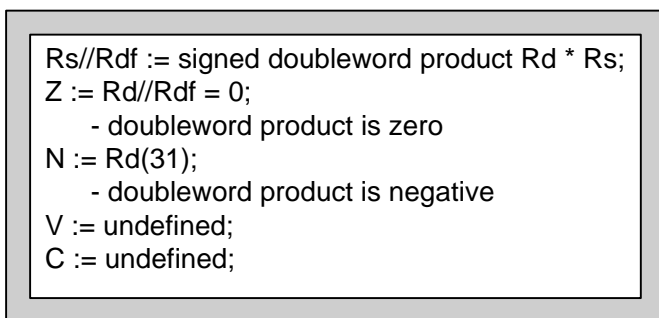 Rs//Rdf := signed doubleword product Rd * Rs;
Z := Rd//Rdf = 0;
- doubleword product is zero
N := Rd(31);
- doubleword product is negative
V := undefined;
C := undefined;